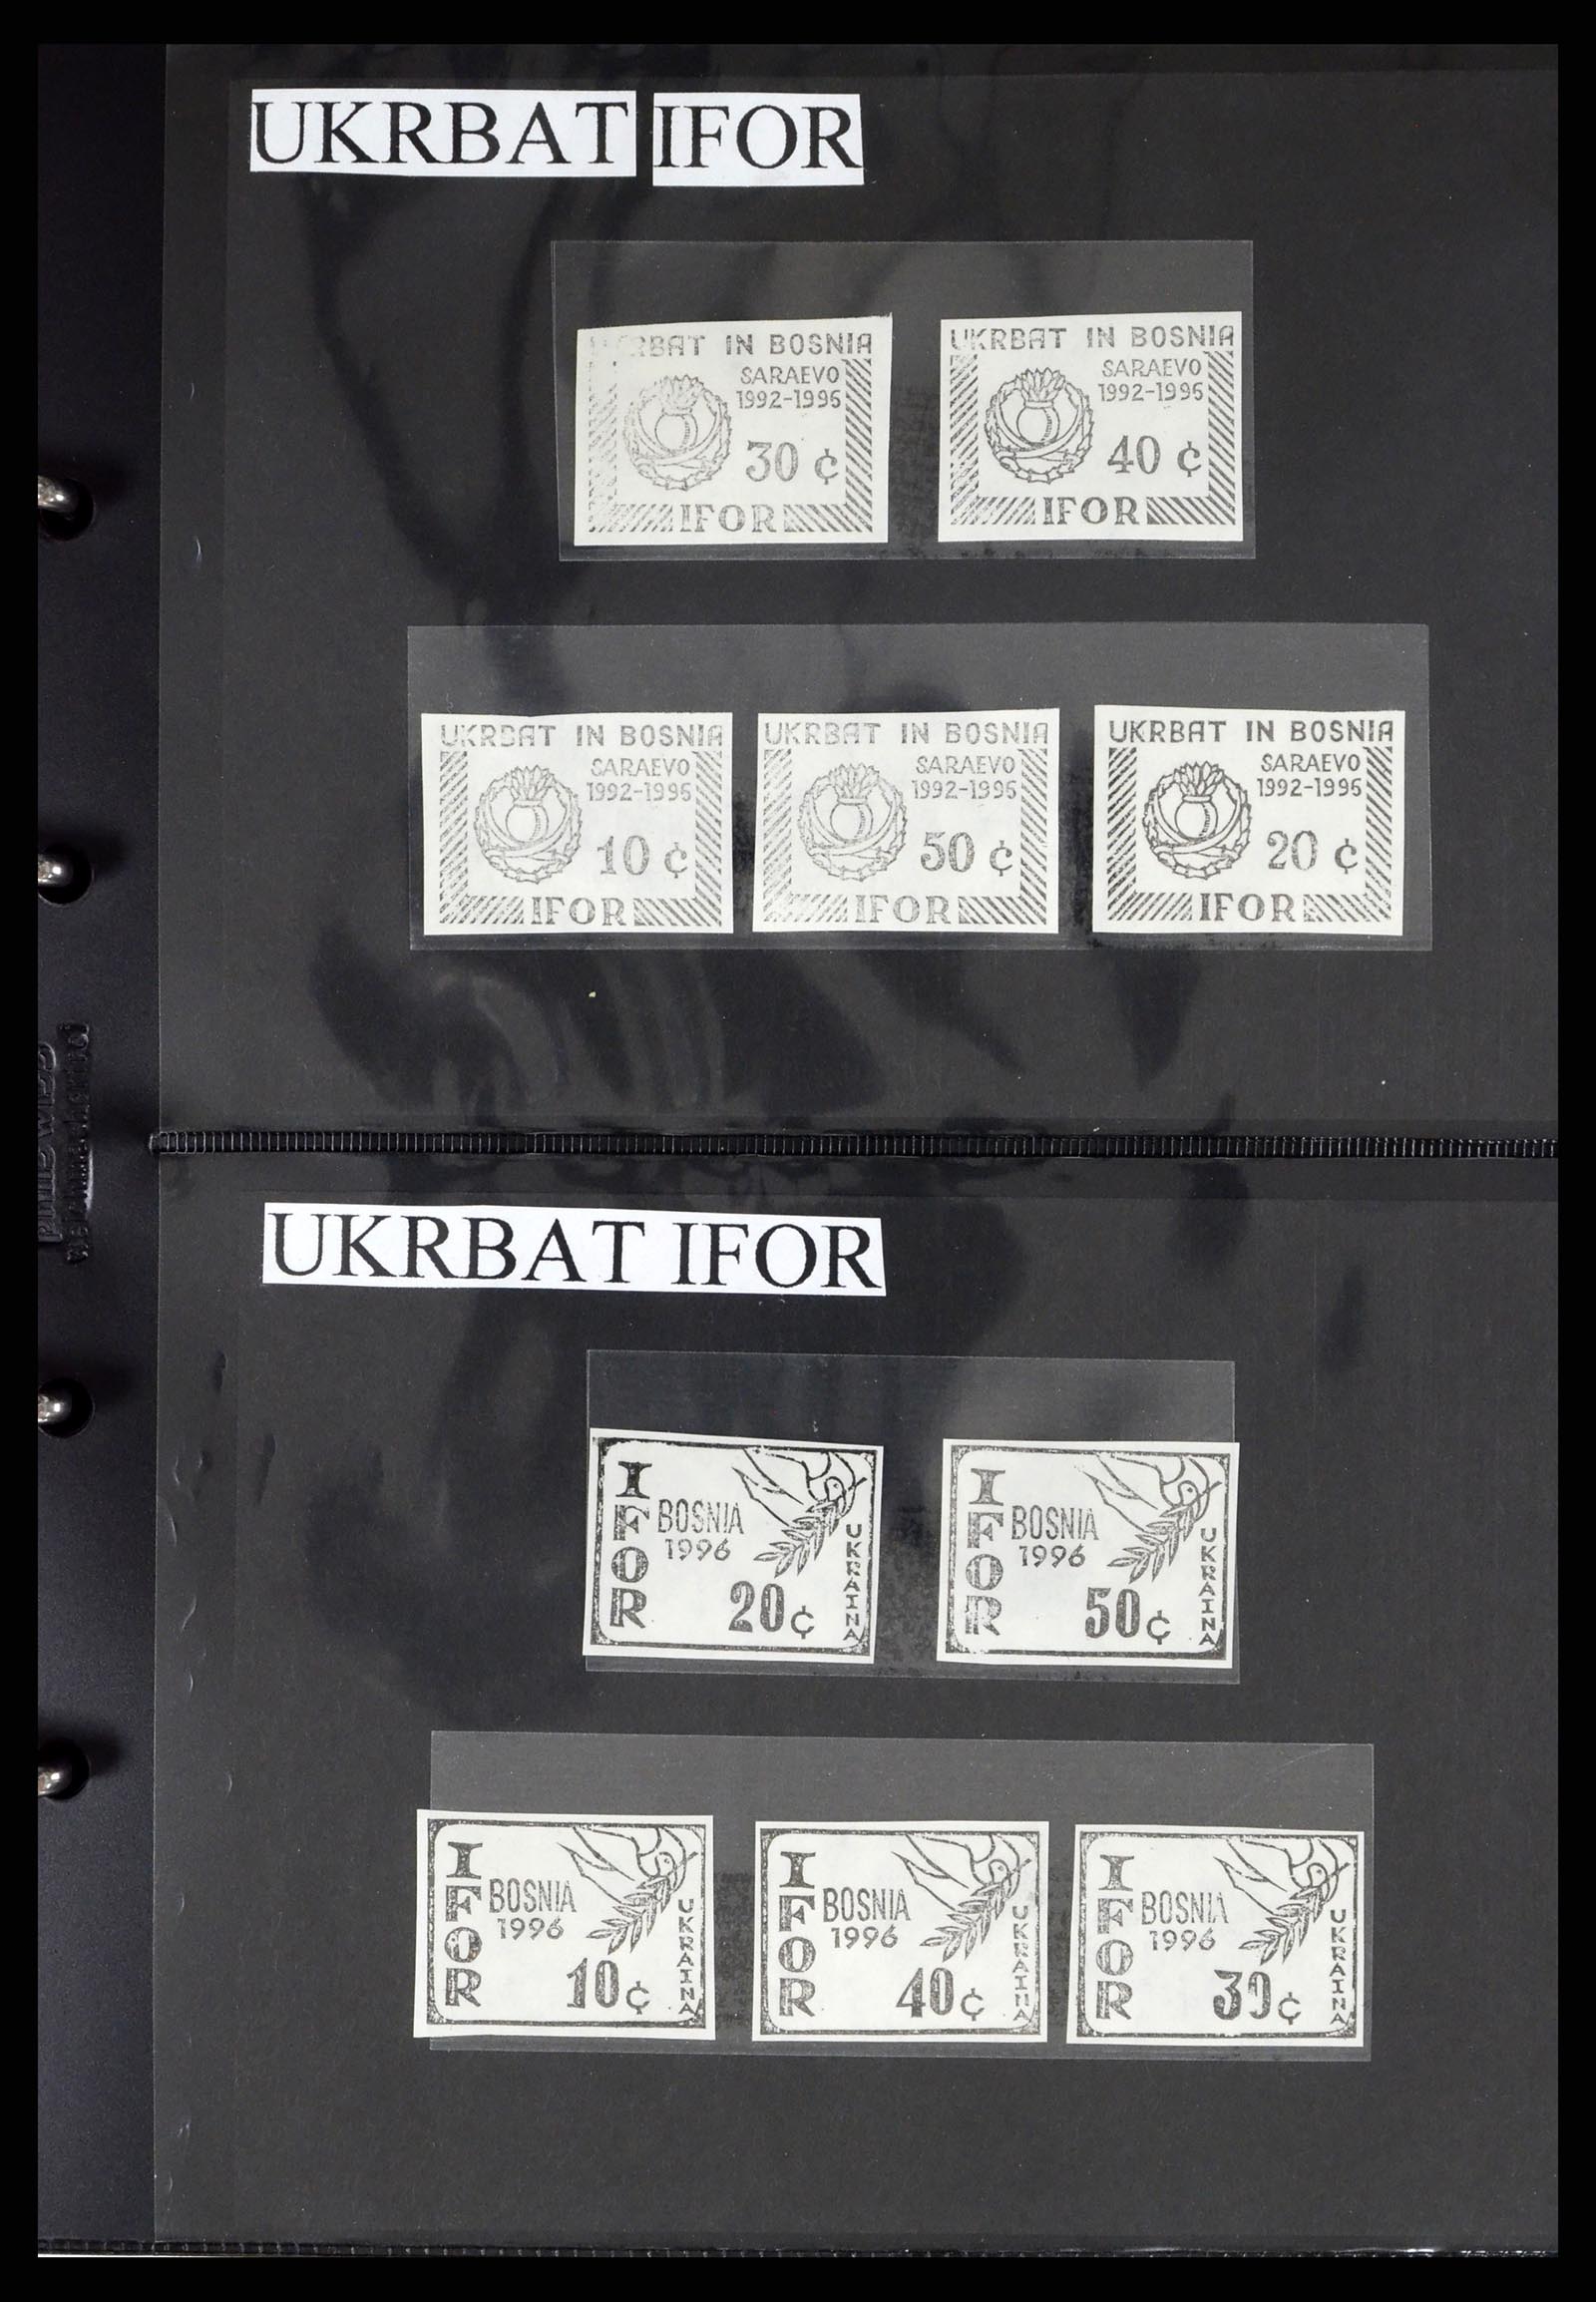 UKRBAT IFOR
UKRBAT IN BOSNIA
SARAEVO
1992-1996
30 ¢
IFOR
UKRBAT IN BOSNIA
SARAEVO
1992-1996
40 ¢
IFOR
UKRBAT IN BOSNIA
SARAEVO
1992-1996
10 ¢
IFOR
UKRBAT IN BOSNIA
SARAEVO
1992-1996
50 ¢
IFOR
UKRBAT IN BOSNIA
SARAEVO
1992-1996
20 ¢
IFOR
UKRBAT IFOR
IFOR
BOSNIA
1996
20¢
UKRAINA
IFOR
BOSNIA
1996
50¢
UKRAINA
IFOR
BOSNIA
1996
10¢
UKRAINA
IFOR
BOSNIA
1996
40¢
UKRAINA
IFOR
BOSNIA
1996
30¢
UKRAINA